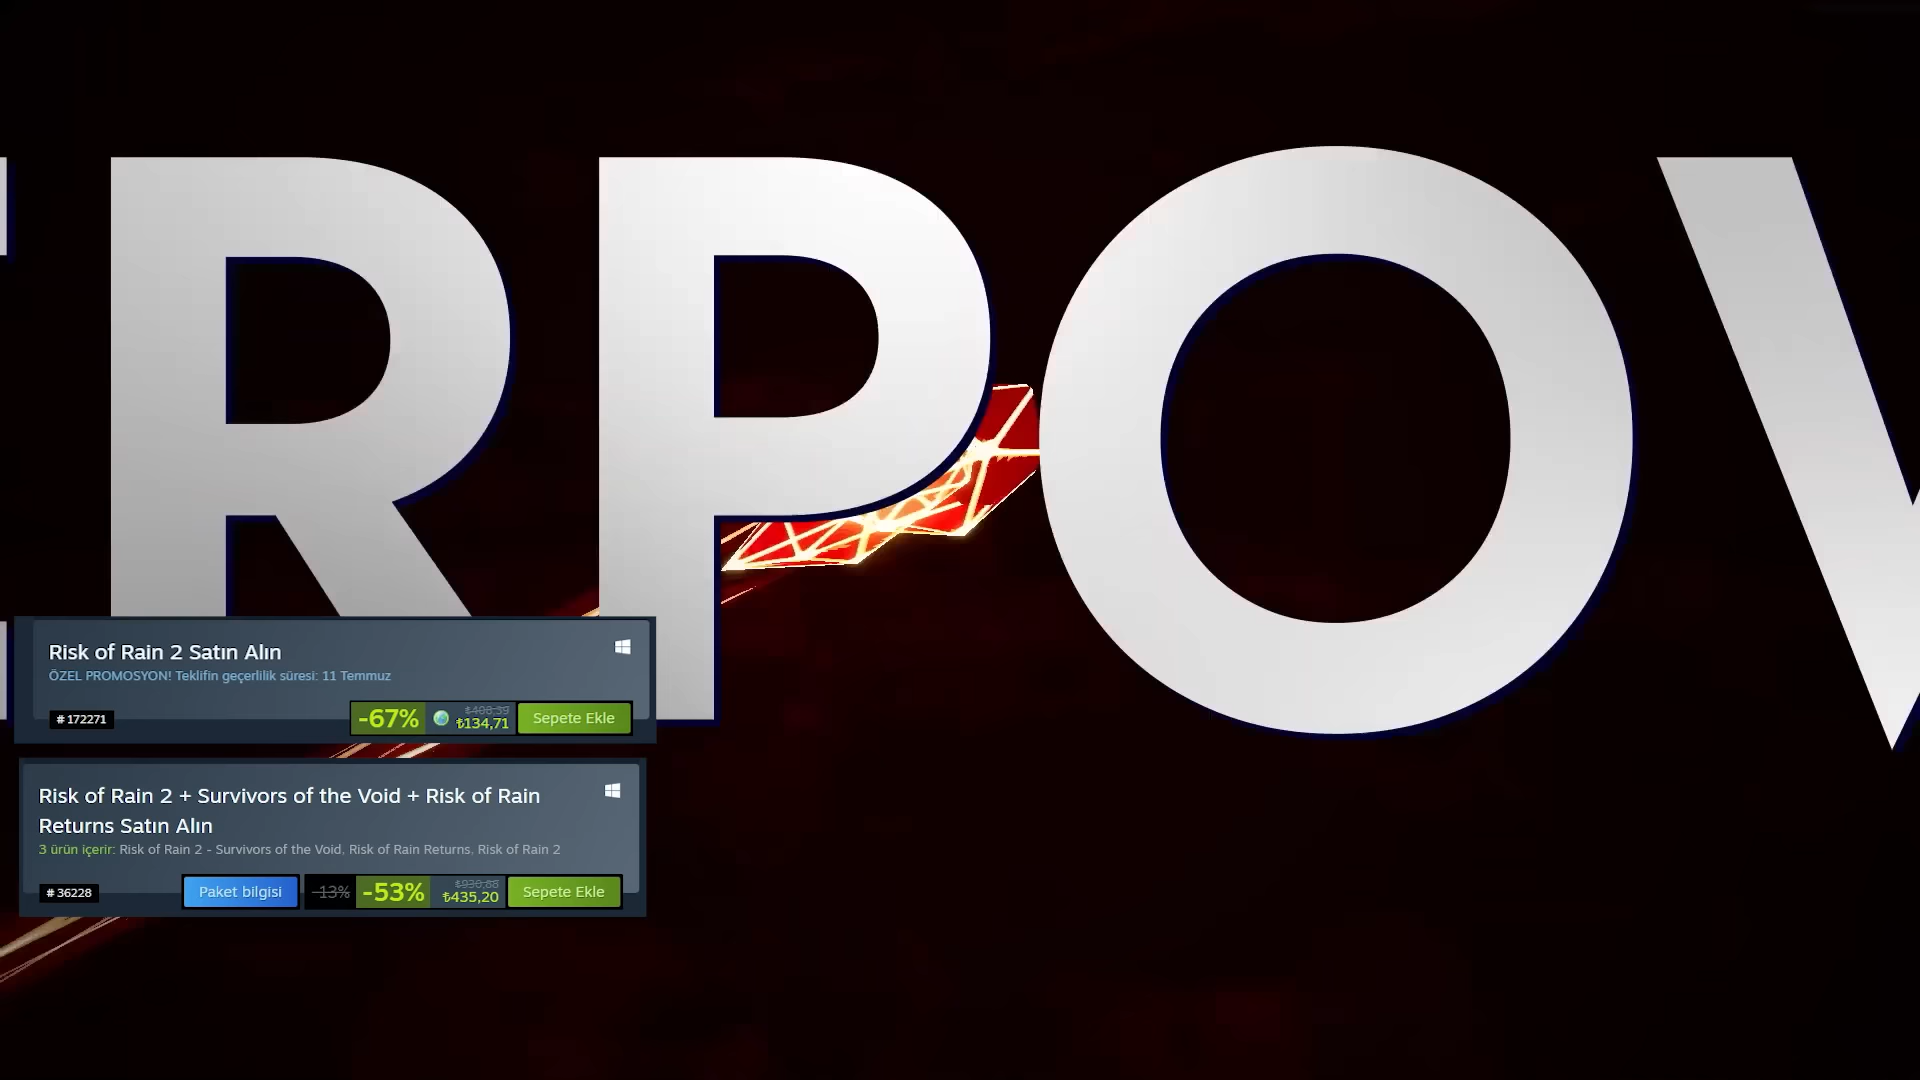 ERPOV
Risk of Rain 2 Satın Alın
ÖZEL PROMOSYON! Teklifin geçerlilik süresi: 11 Temmuz
# 172271
-67%
₺408,39
₺134,71
Sepete Ekle
Risk of Rain 2 + Survivors of the Void + Risk of Rain
Returns Satın Alın
3 ürün içerir: Risk of Rain 2 - Survivors of the Void, Risk of Rain Returns, Risk of Rain 2
# 36228
Paket bilgisi
-13%
-53%
₺930,88
₺435,20
Sepete Ekle